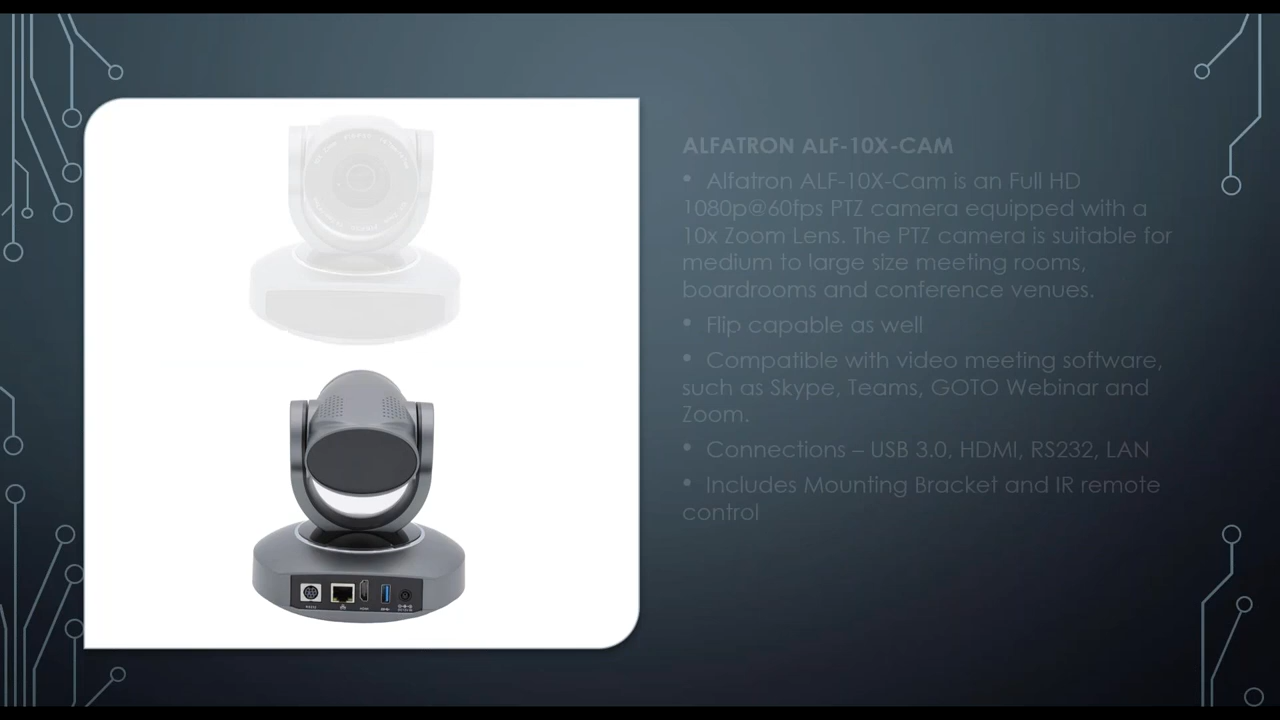 ALFATRON ALF-10X-CAM
• Alfatron ALF-10X-Cam is an Full HD
1080p@60fps PTZ camera equipped with a
10x Zoom Lens. The PTZ camera is suitable for
medium to large size meeting rooms,
boardrooms and conference venues.
• Flip capable as well
• Compatible with video meeting software,
such as Skype, Teams, GOTO Webinar and
Zoom.
• Connections – USB 3.0, HDMI, RS232, LAN
• Includes Mounting Bracket and IR remote
control